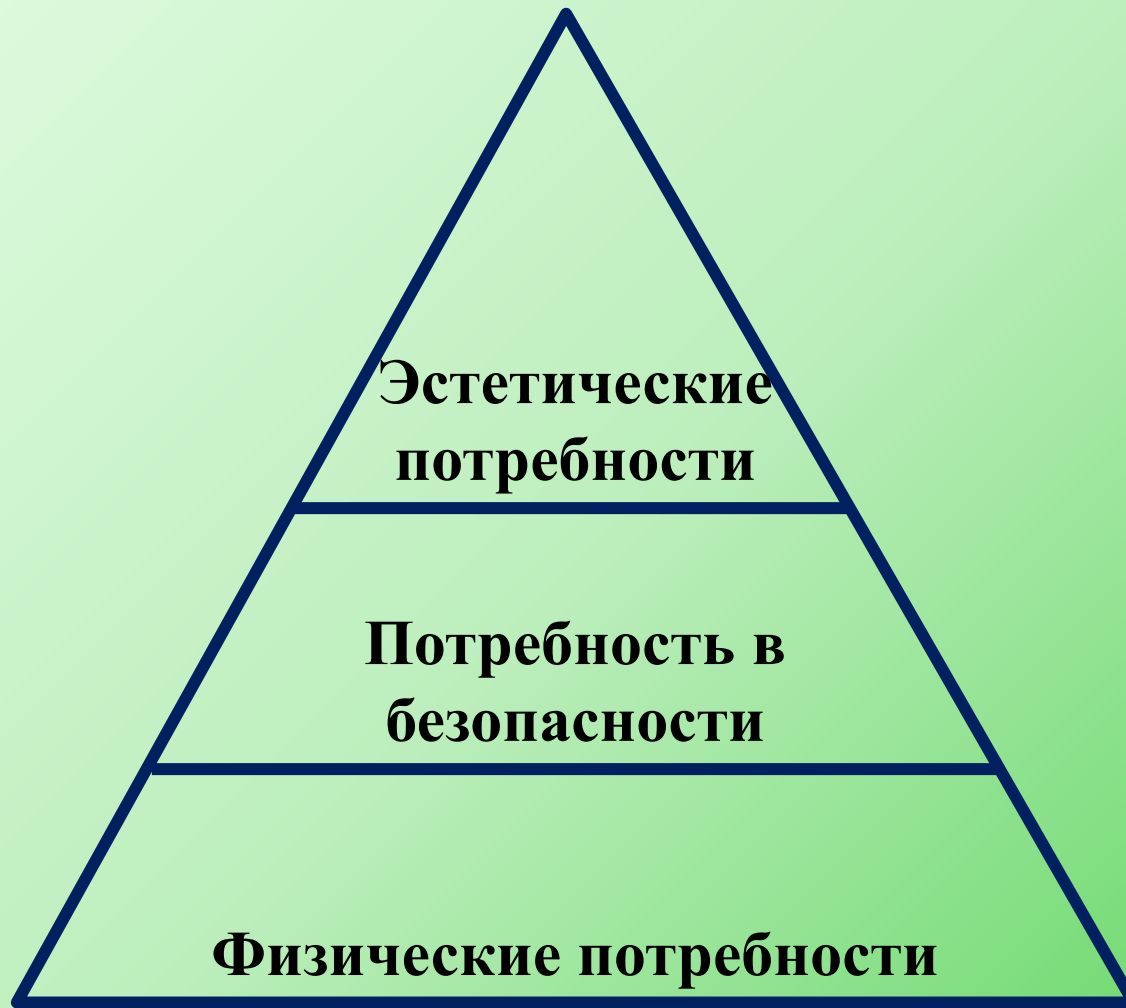 Эстетические
потребности
Потребность в
безопасности
Физические потребности